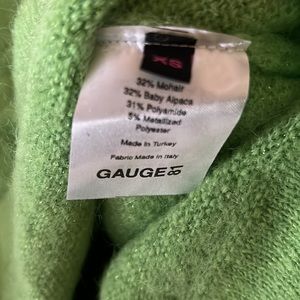 XS
32% Mohair
32% Baby Alpaca
31% Polyamide
5% Metallized
Polyester
Made in Turkey
Fabric Made in Italy
GAUGE81